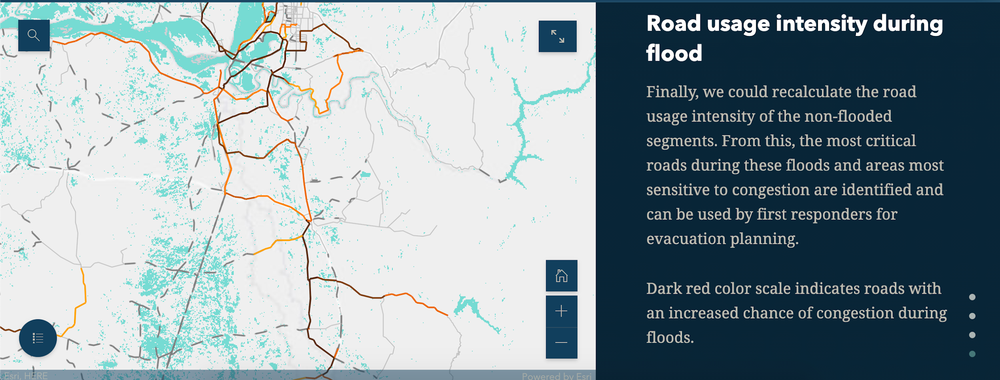 Road usage intensity during
flood
Finally, we could recalculate the road
usage intensity of the non-flooded
segments. From this, the most critical
roads during these floods and areas most
sensitive to congestion are identified and
can be used by first responders for
evacuation planning.
Dark red color scale indicates roads with
an increased chance of congestion during
floods.
Esri, HERE
Powered by Esri